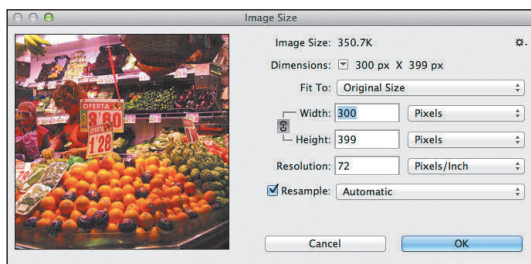 Image Size
Image Size: 350.7K
Dimensions: 300 px X 399 px
Fit To: Original Size
Width: 300 Pixels
Height: 399 Pixels
Resolution: 72 Pixels/Inch
Resample: Automatic
Cancel OK
OFERTA
3'80
OFERTA
1'28